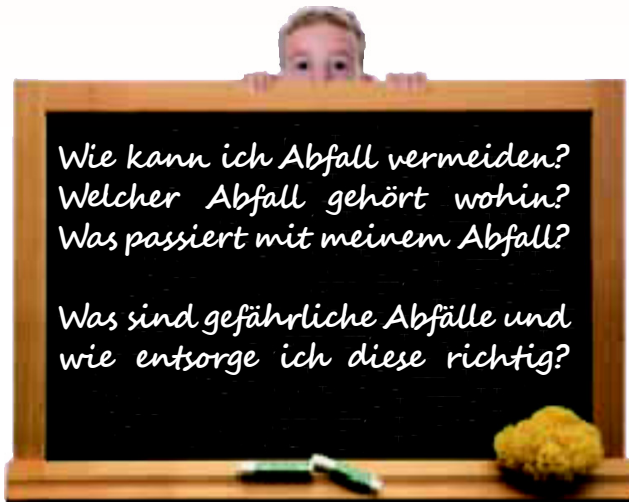 Wie kann ich Abfall vermeiden?
Welcher Abfall gehört wohin?
Was passiert mit meinem Abfall?
Was sind gefährliche Abfälle und
wie entsorge ich diese richtig?